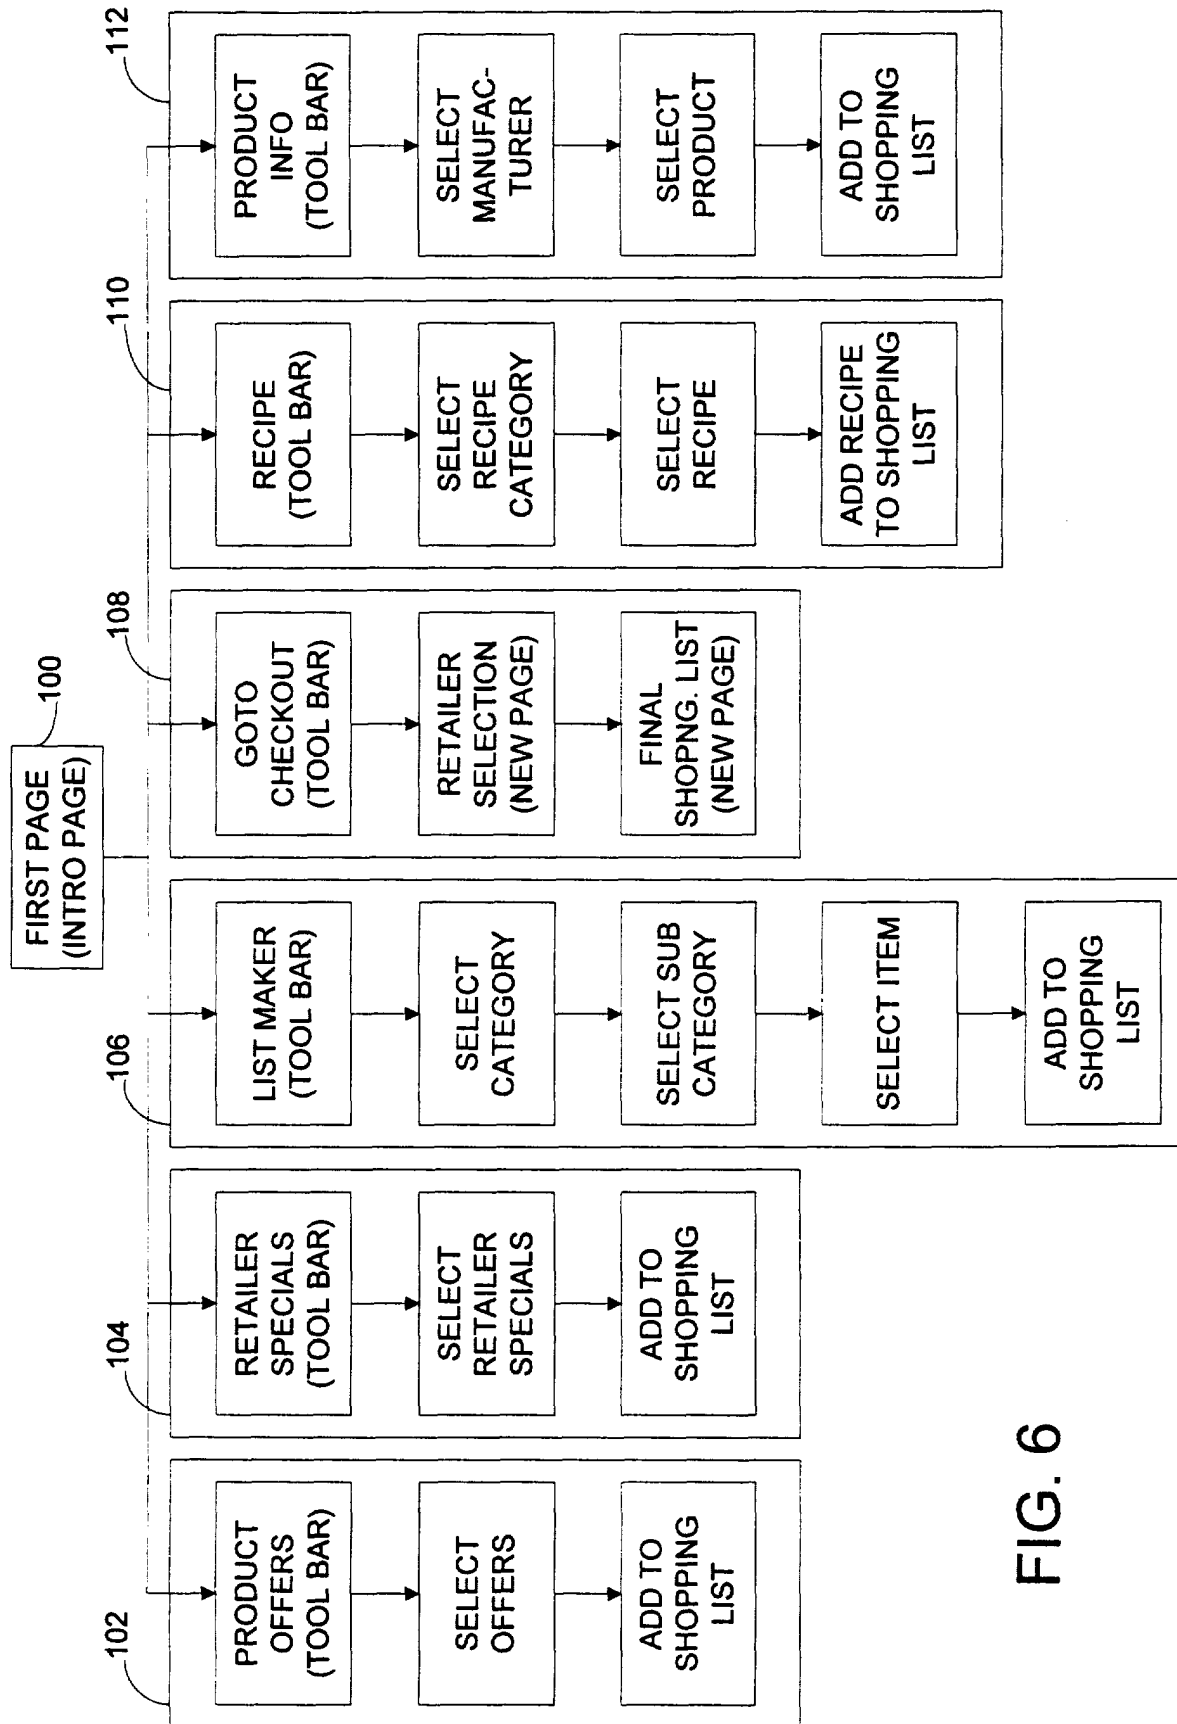 FIRST PAGE
(INTRO PAGE)
100
102
PRODUCT
OFFERS
(TOOL BAR)
SELECT
OFFERS
ADD TO
SHOPPING
LIST
104
RETAILER
SPECIALS
(TOOL BAR)
SELECT
RETAILER
SPECIALS
ADD TO
SHOPPING
LIST
106
LIST MAKER
(TOOL BAR)
SELECT
CATEGORY
SELECT SUB
CATEGORY
SELECT ITEM
ADD TO
SHOPPING
LIST
108
GOTO
CHECKOUT
(TOOL BAR)
RETAILER
SELECTION
(NEW PAGE)
FINAL
SHOPNG. LIST
(NEW PAGE)
110
RECIPE
(TOOL BAR)
SELECT
RECIPE
CATEGORY
SELECT
RECIPE
ADD RECIPE
TO SHOPPING
LIST
112
PRODUCT
INFO
(TOOL BAR)
SELECT
MANUFAC-
TURER
SELECT
PRODUCT
ADD TO
SHOPPING
LIST
FIG. 6